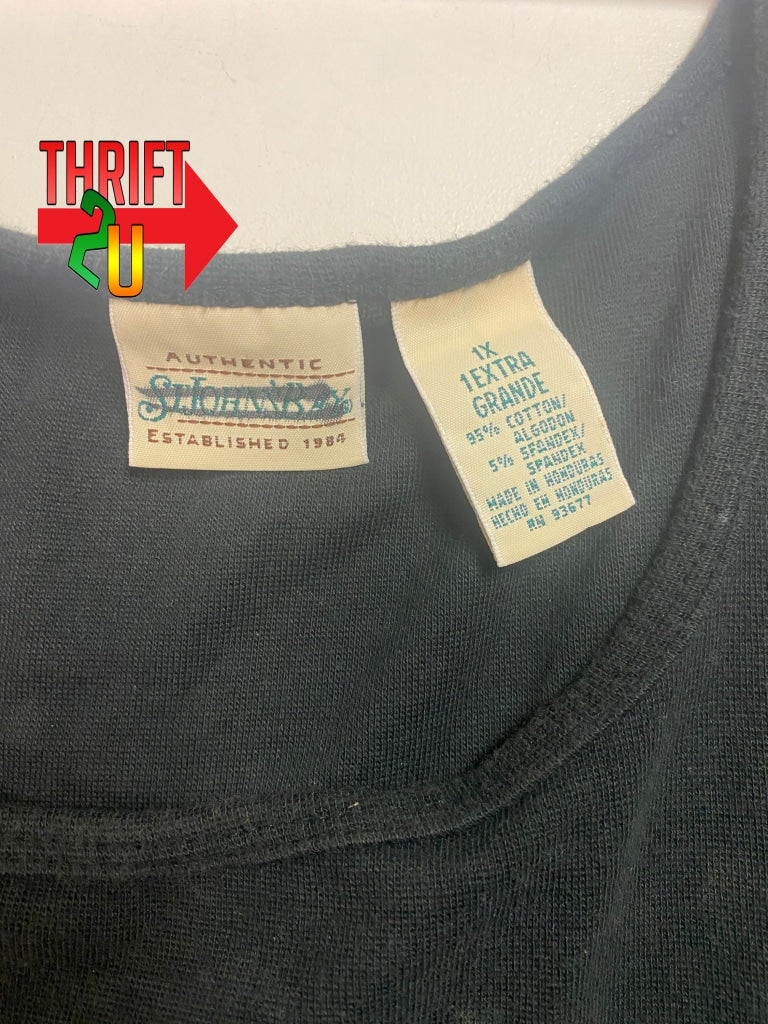 THRIFT
2U
AUTHENTIC
ST.JOHN'S BAY®
ESTABLISHED 1984
1X
1EXTRA
GRANDE
95% COTTON/
ALGODON
5% SPANDEX/
SPANDEX
MADE IN HONDURAS
HECHO EN HONDURAS
RN 93677